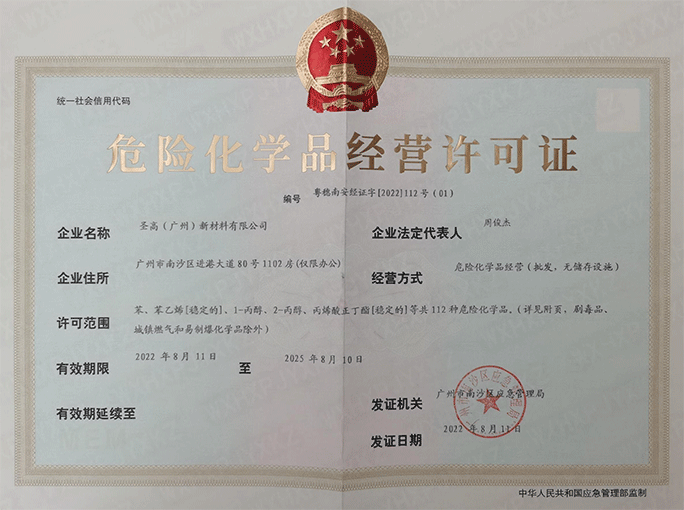 统一社会信用代码
危险化学品经营许可证
编号 粤穗南安经证字[2022]112号(01)
企业名称 圣高(广州)新材料有限公司
企业法定代表人 周俊杰
企业住所 广州市南沙区进港大道80号1102房(仅限办公)
经营方式 危险化学品经营(批发,无储存设施)
许可范围 苯、苯乙烯[稳定的]、1-丙醇、2-丙醇、丙烯酸正丁酯[稳定的]等共112种危险化学品。(详见附页,剧毒品、
城镇燃气和易制爆化学品除外)
有效期限 2022年8月11日 至 2025年8月10日
有效期延续至
发证机关 广州市南沙区应急管理局
发证日期 2022年8月11日
中华人民共和国应急管理部监制